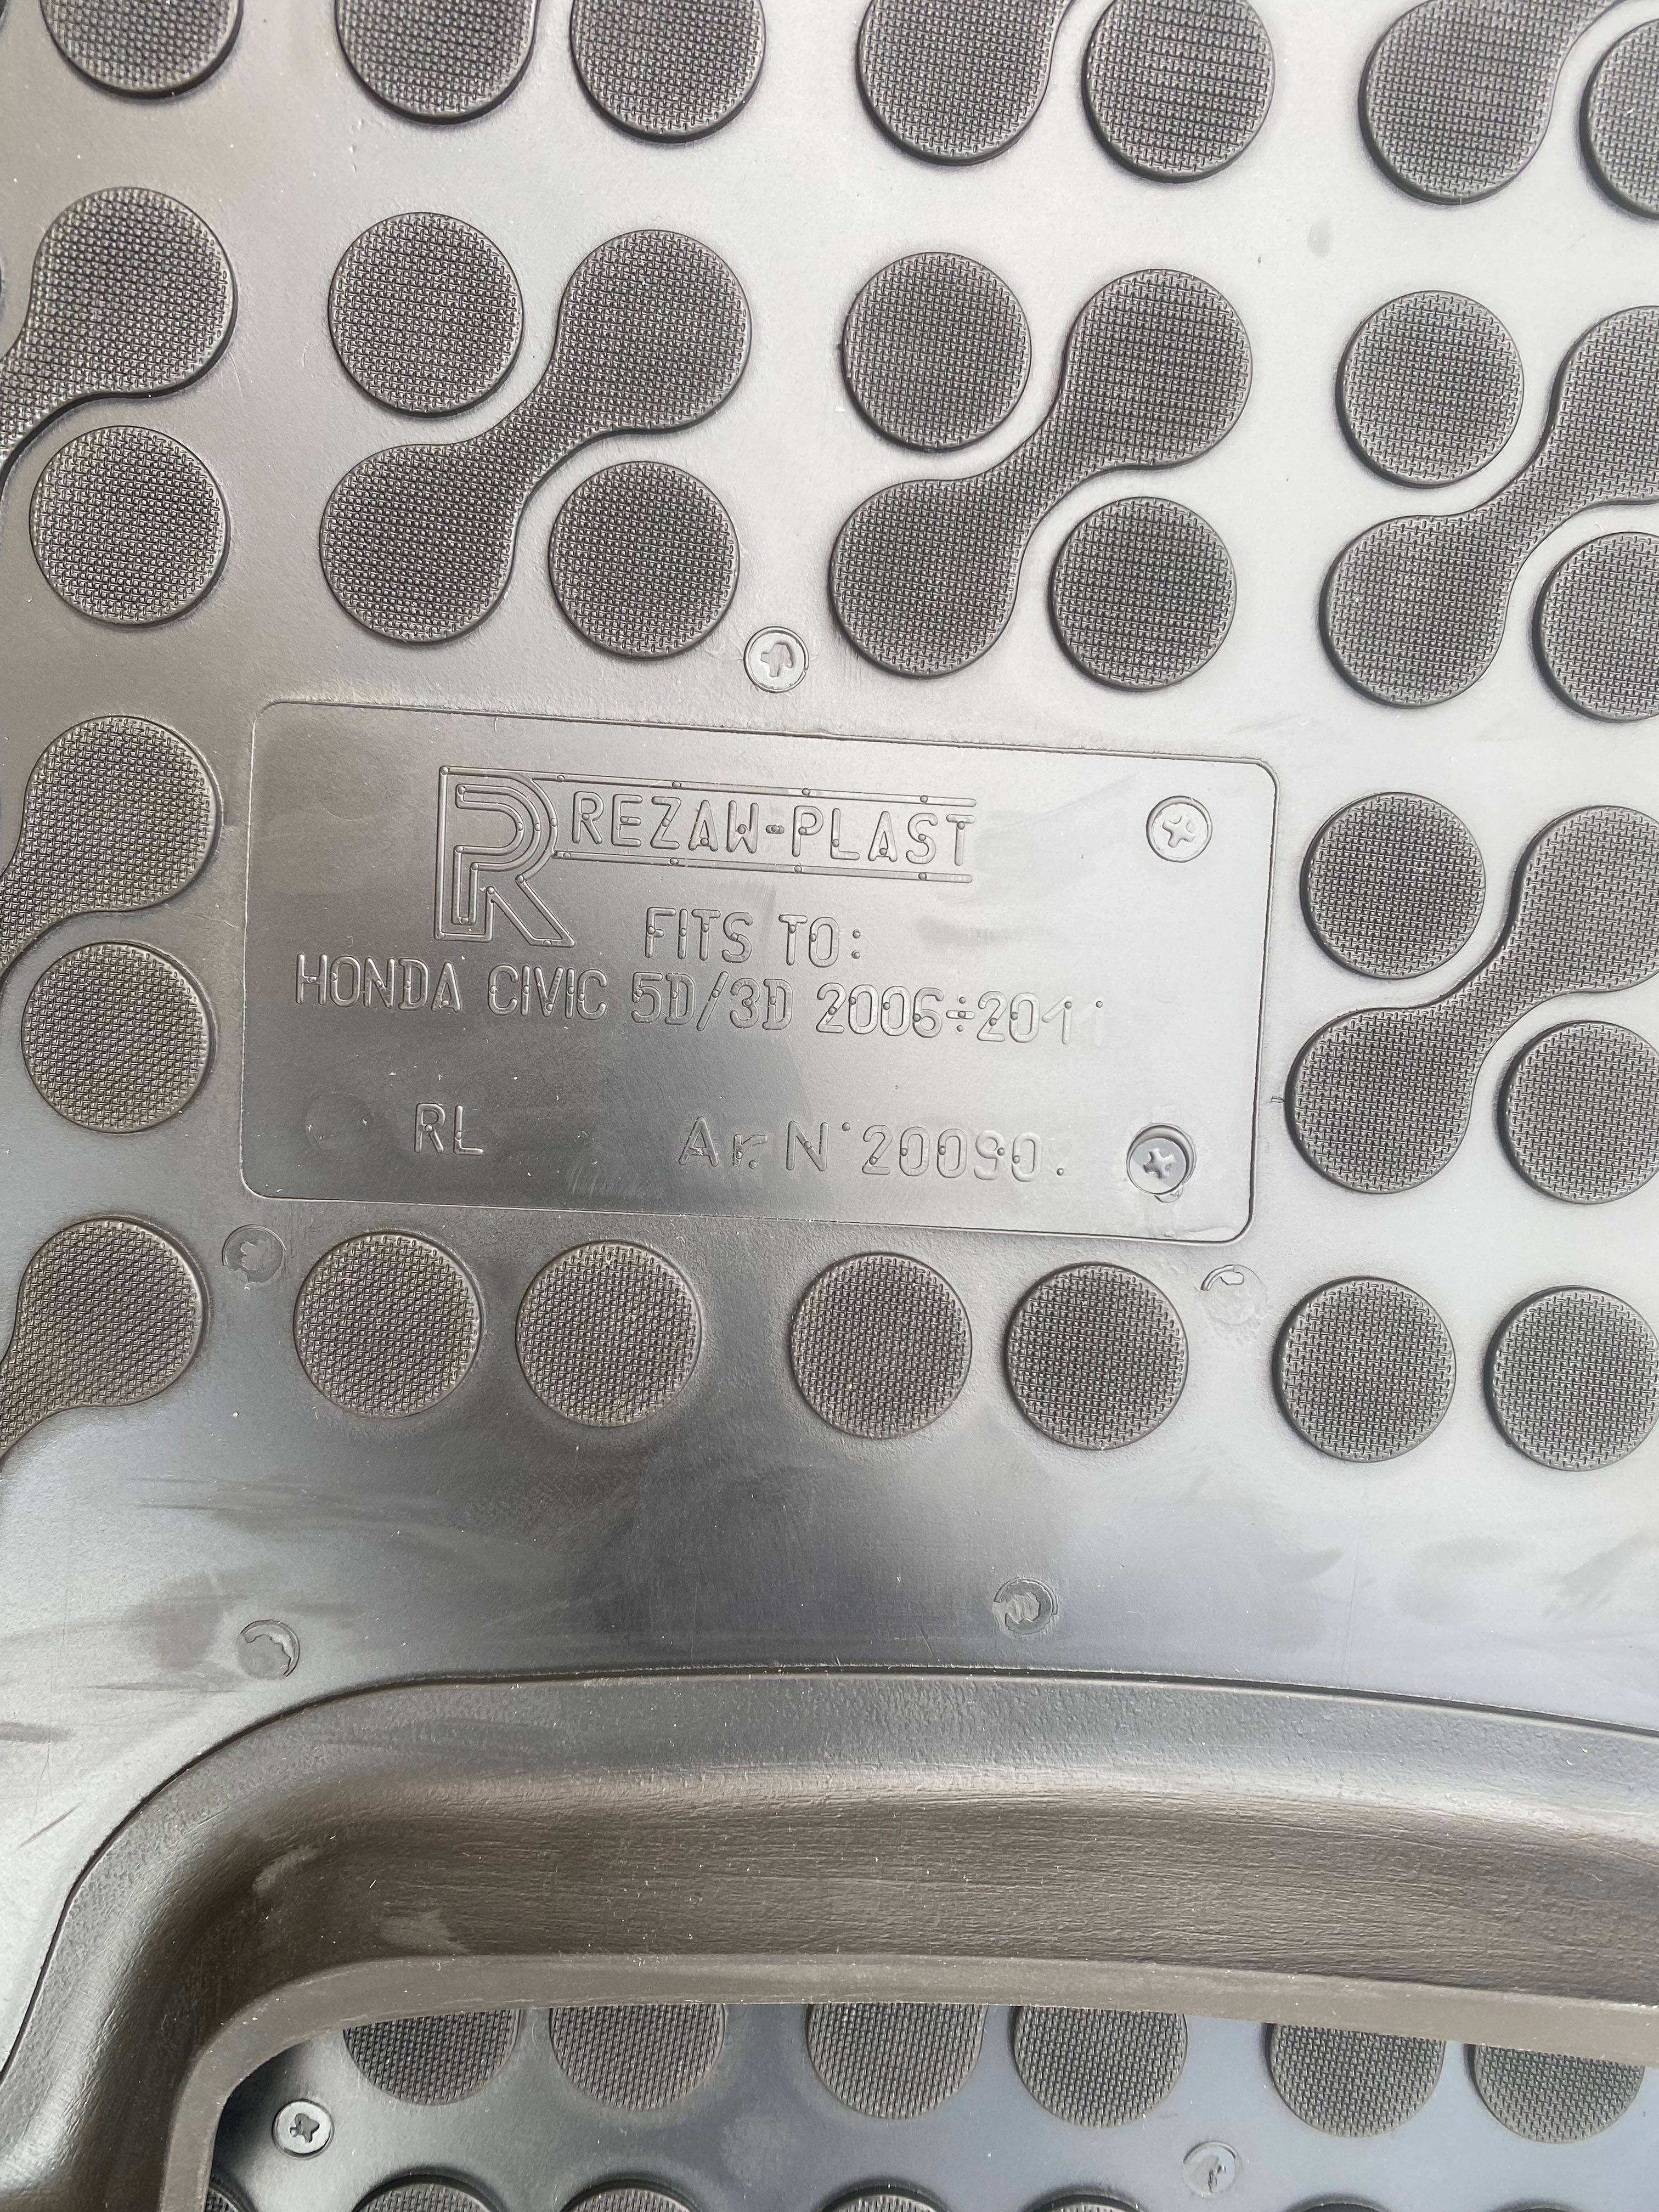 R REZAW-PLAST
FITS TO:
HONDA CIVIC 5D/3D 2006÷2011
RL Ar. N° 20090.